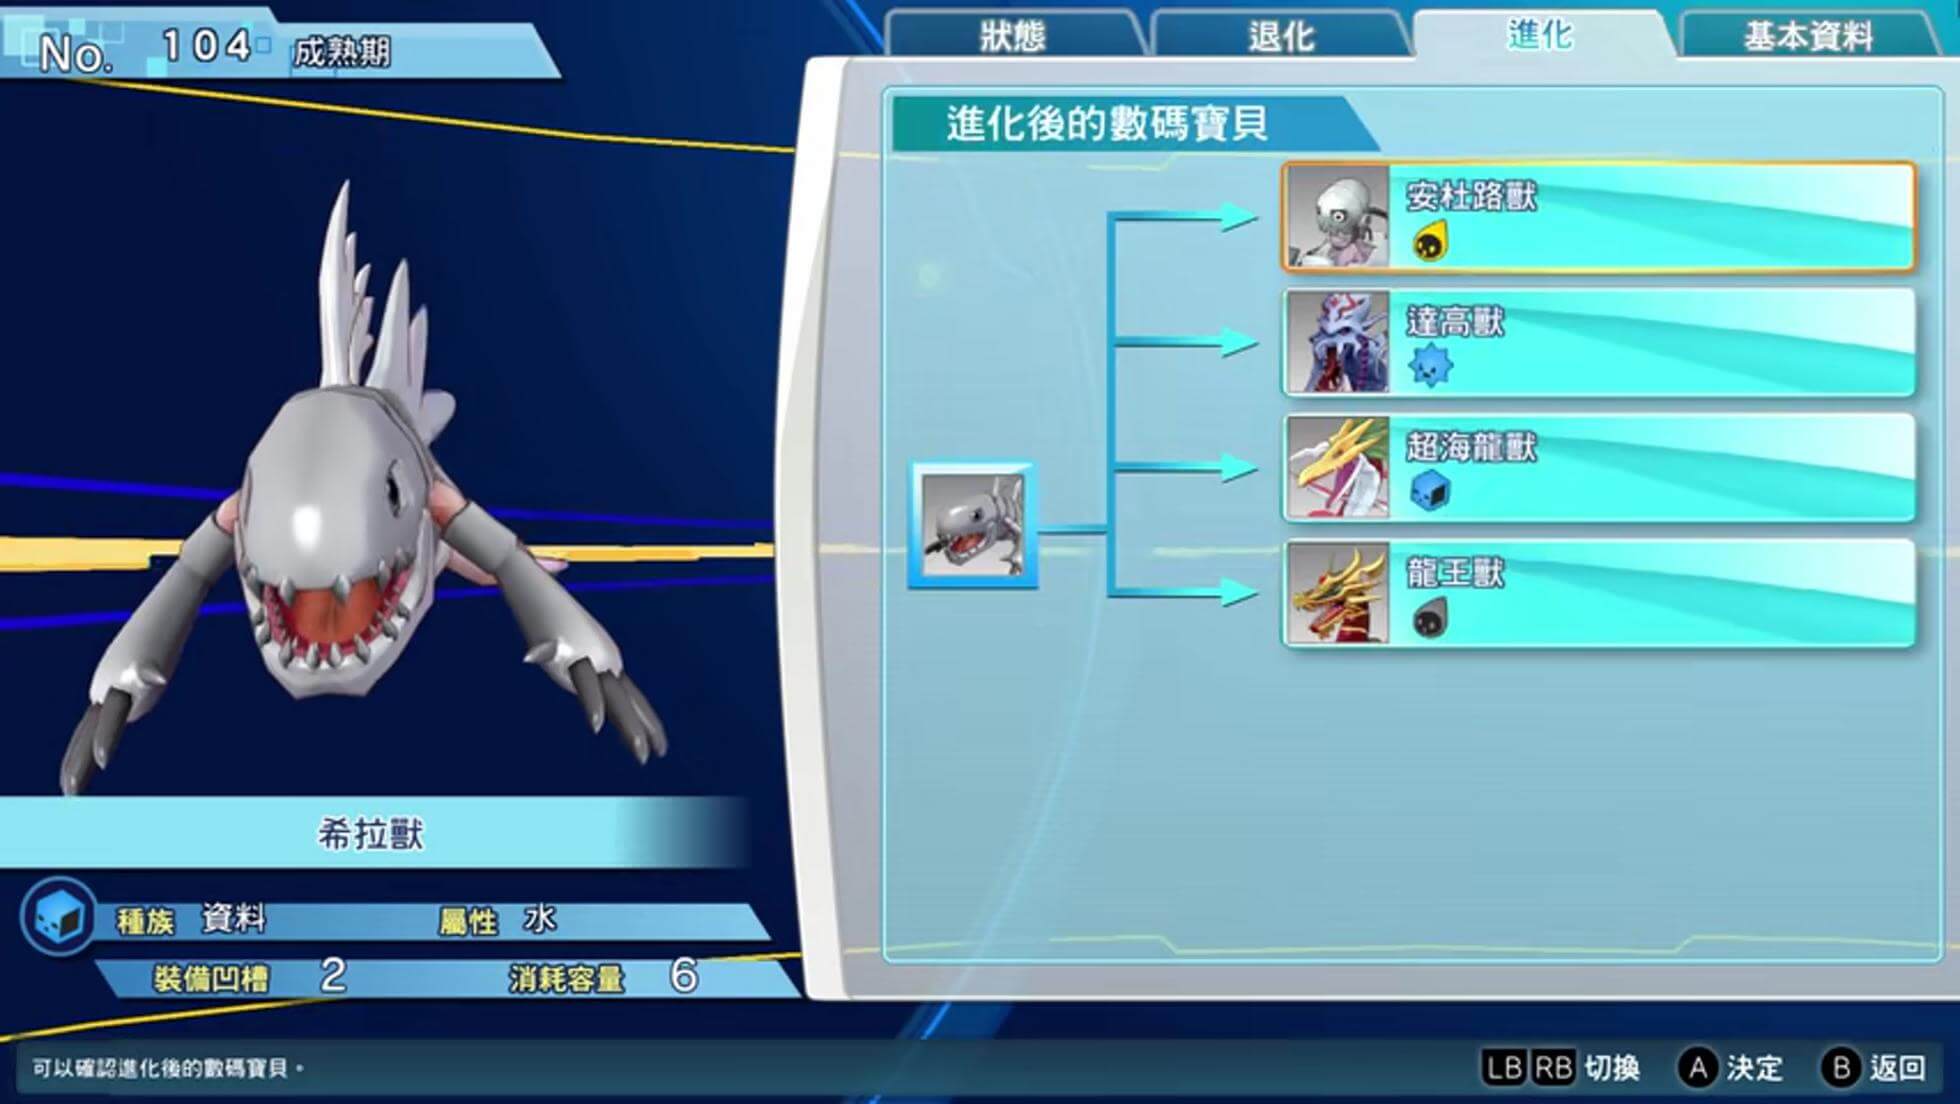 No. 104 成熟期
狀態 退化 進化 基本資料
進化後的數碼寶貝
安杜路獸
達高獸
超海龍獸
龍王獸
希拉獸
種族 資料 屬性 水
裝備凹槽 2 消耗容量 6
可以確認進化後的數碼寶貝。
LB RB 切換 A 決定 B 返回